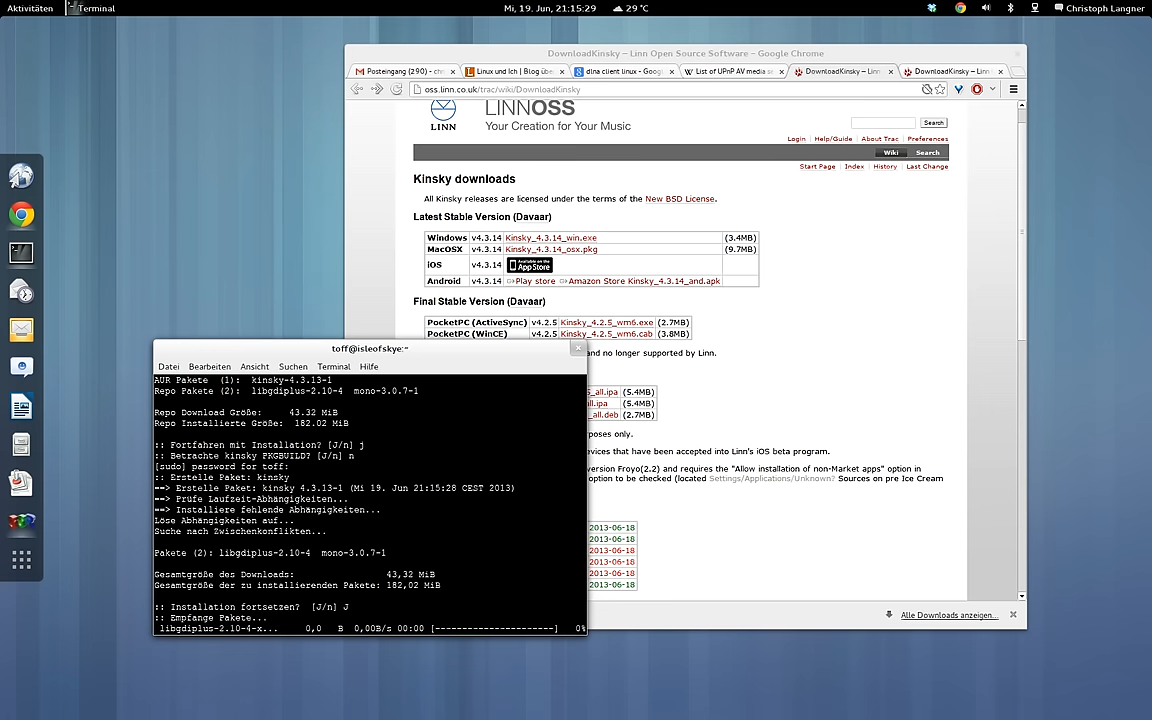 Aktivitäten Terminal Mi, 19. Jun, 21:15:29 29 °C Christoph Langner
DownloadKinsky – Linn Open Source Software – Google Chrome
Posteingang (290) - chr Linux und Ich | Blog übe dlna client linux - Goog List of UPnP AV media s DownloadKinsky – Linn DownloadKinsky – Linn
oss.linn.co.uk/trac/wiki/DownloadKinsky
LINN
LINNOSS
Your Creation for Your Music
Search
Login Help/Guide About Trac Preferences
Wiki Search
Start Page Index History Last Change
Kinsky downloads
All Kinsky releases are licensed under the terms of the New BSD License.
Latest Stable Version (Davaar)
Windows v4.3.14 Kinsky_4.3.14_win.exe (3.4MB)
MacOSX v4.3.14 Kinsky_4.3.14_osx.pkg (9.7MB)
iOS v4.3.14 Available on the App Store
Android v4.3.14 Play store Amazon Store Kinsky_4.3.14_and.apk
Final Stable Version (Davaar)
PocketPC (ActiveSync) v4.2.5 Kinsky_4.2.5_wm6.exe (2.7MB)
PocketPC (WinCE) v4.2.5 Kinsky_4.2.5_wm6.cab (3.8MB)
and no longer supported by Linn.
5_all.ipa (5.4MB)
all.ipa (5.4MB)
_all.deb (2.7MB)
poses only.
evices that have been accepted into Linn's iOS beta program.
version Froyo(2.2) and requires the "Allow installation of non-Market apps" option in
option to be checked (located Settings/Applications/Unknown? Sources on pre Ice Cream
2013-06-18
2013-06-18
2013-06-18
2013-06-18
2013-06-18
2013-06-18
Alle Downloads anzeigen...
toff@isleofskye:~
Datei Bearbeiten Ansicht Suchen Terminal Hilfe
AUR Pakete (1): kinsky-4.3.13-1
Repo Pakete (2): libgdiplus-2.10-4 mono-3.0.7-1
Repo Download Größe: 43.32 MiB
Repo Installierte Größe: 182.02 MiB
:: Fortfahren mit Installation? [J/n] j
:: Betrachte kinsky PKGBUILD? [J/n] n
[sudo] password for toff:
:: Erstelle Paket: kinsky
==> Erstelle Paket: kinsky 4.3.13-1 (Mi 19. Jun 21:15:28 CEST 2013)
==> Prüfe Laufzeit-Abhängigkeiten...
==> Installiere fehlende Abhängigkeiten...
Löse Abhängigkeiten auf...
Suche nach Zwischenkonflikten...
Pakete (2): libgdiplus-2.10-4 mono-3.0.7-1
Gesamtgröße des Downloads: 43,32 MiB
Gesamtgröße der zu installierenden Pakete: 182,02 MiB
:: Installation fortsetzen? [J/n] J
:: Empfange Pakete...
libgdiplus-2.10-4-x... 0,0 B 0,00B/s 00:00 [----------------------] 0%